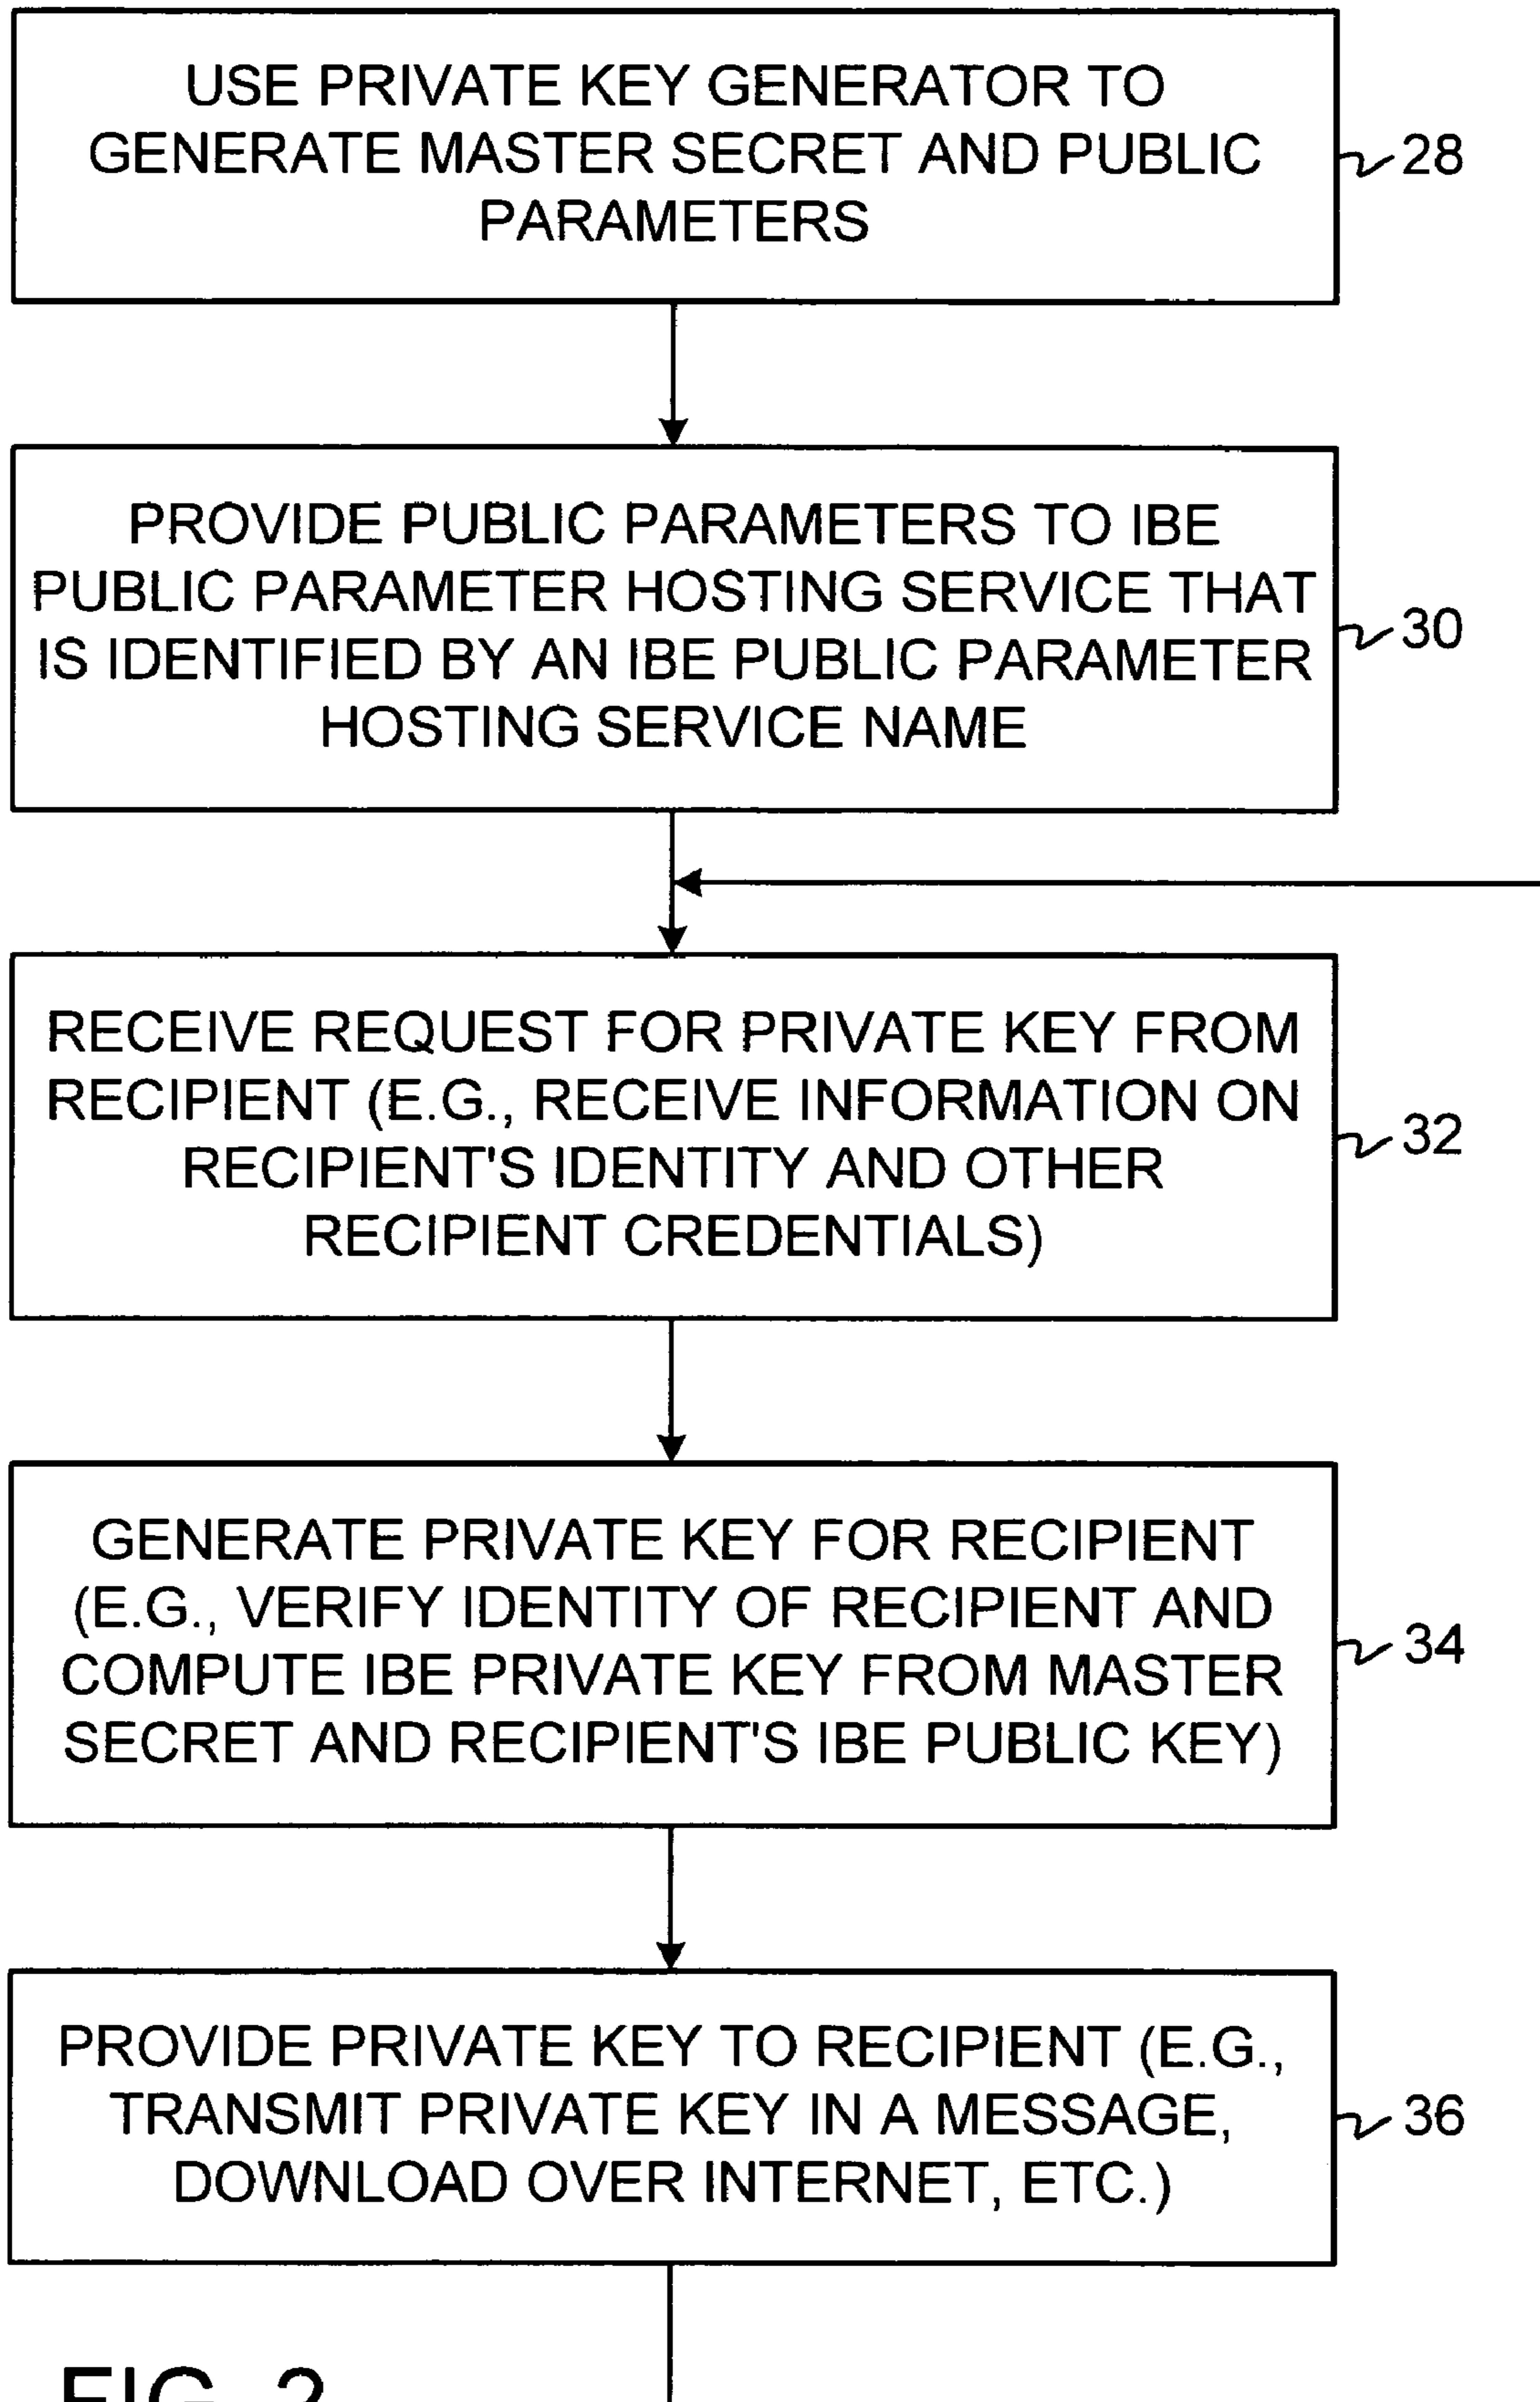 USE PRIVATE KEY GENERATOR TO
GENERATE MASTER SECRET AND PUBLIC
PARAMETERS
28
PROVIDE PUBLIC PARAMETERS TO IBE
PUBLIC PARAMETER HOSTING SERVICE THAT
IS IDENTIFIED BY AN IBE PUBLIC PARAMETER
HOSTING SERVICE NAME
30
RECEIVE REQUEST FOR PRIVATE KEY FROM
RECIPIENT (E.G., RECEIVE INFORMATION ON
RECIPIENT'S IDENTITY AND OTHER
RECIPIENT CREDENTIALS)
32
GENERATE PRIVATE KEY FOR RECIPIENT
(E.G., VERIFY IDENTITY OF RECIPIENT AND
COMPUTE IBE PRIVATE KEY FROM MASTER
SECRET AND RECIPIENT'S IBE PUBLIC KEY)
34
PROVIDE PRIVATE KEY TO RECIPIENT (E.G.,
TRANSMIT PRIVATE KEY IN A MESSAGE,
DOWNLOAD OVER INTERNET, ETC.)
36
FIG. 2